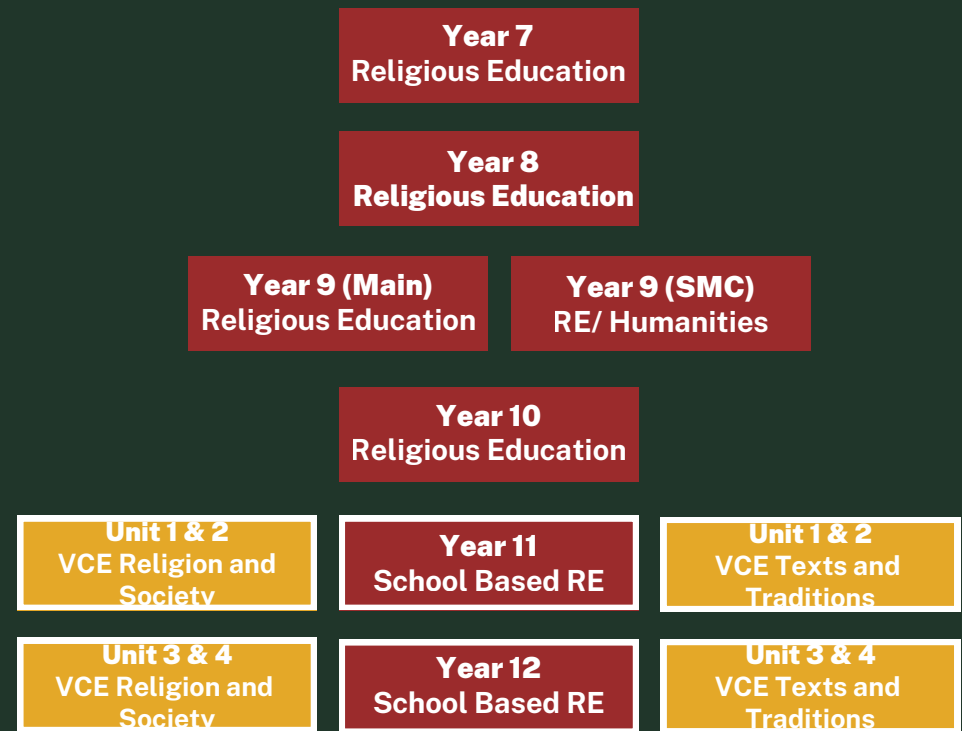 Year 7
Religious Education
Year 8
Religious Education
Year 9 (Main)
Religious Education
Year 9 (SMC)
RE/ Humanities
Year 10
Religious Education
Unit 1 & 2
VCE Religion and
Society
Year 11
School Based RE
Unit 1 & 2
VCE Texts and
Traditions
Unit 3 & 4
VCE Religion and
Society
Year 12
School Based RE
Unit 3 & 4
VCE Texts and
Traditions